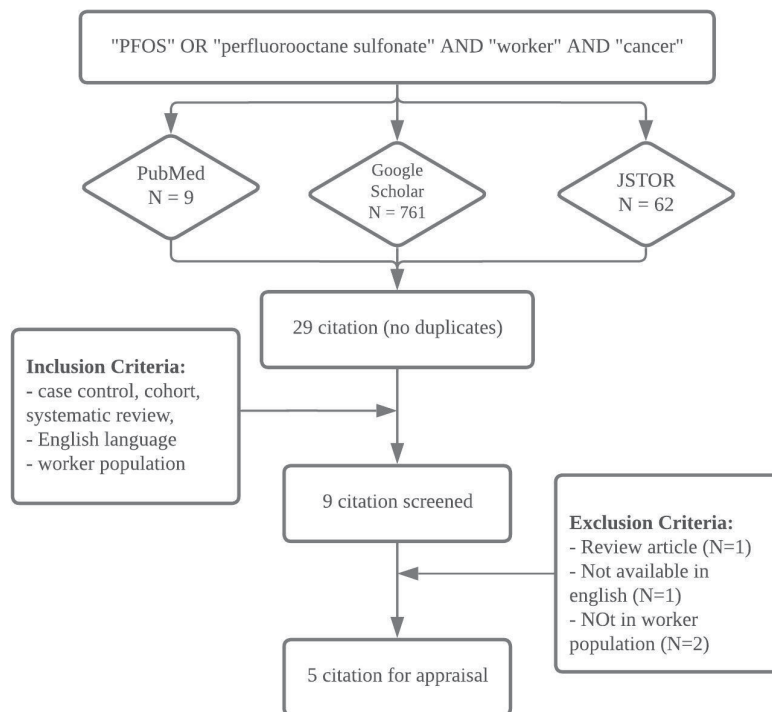 "PFOS" OR "perfluorooctane sulfonate" AND "worker" AND "cancer"
PubMed
N = 9
Google
Scholar
N = 761
JSTOR
N = 62
29 citation (no duplicates)
Inclusion Criteria:
- case control, cohort,
systematic review,
- English language
- worker population
9 citation screened
Exclusion Criteria:
- Review article (N=1)
- Not available in
english (N=1)
- NOt in worker
population (N=2)
5 citation for appraisal